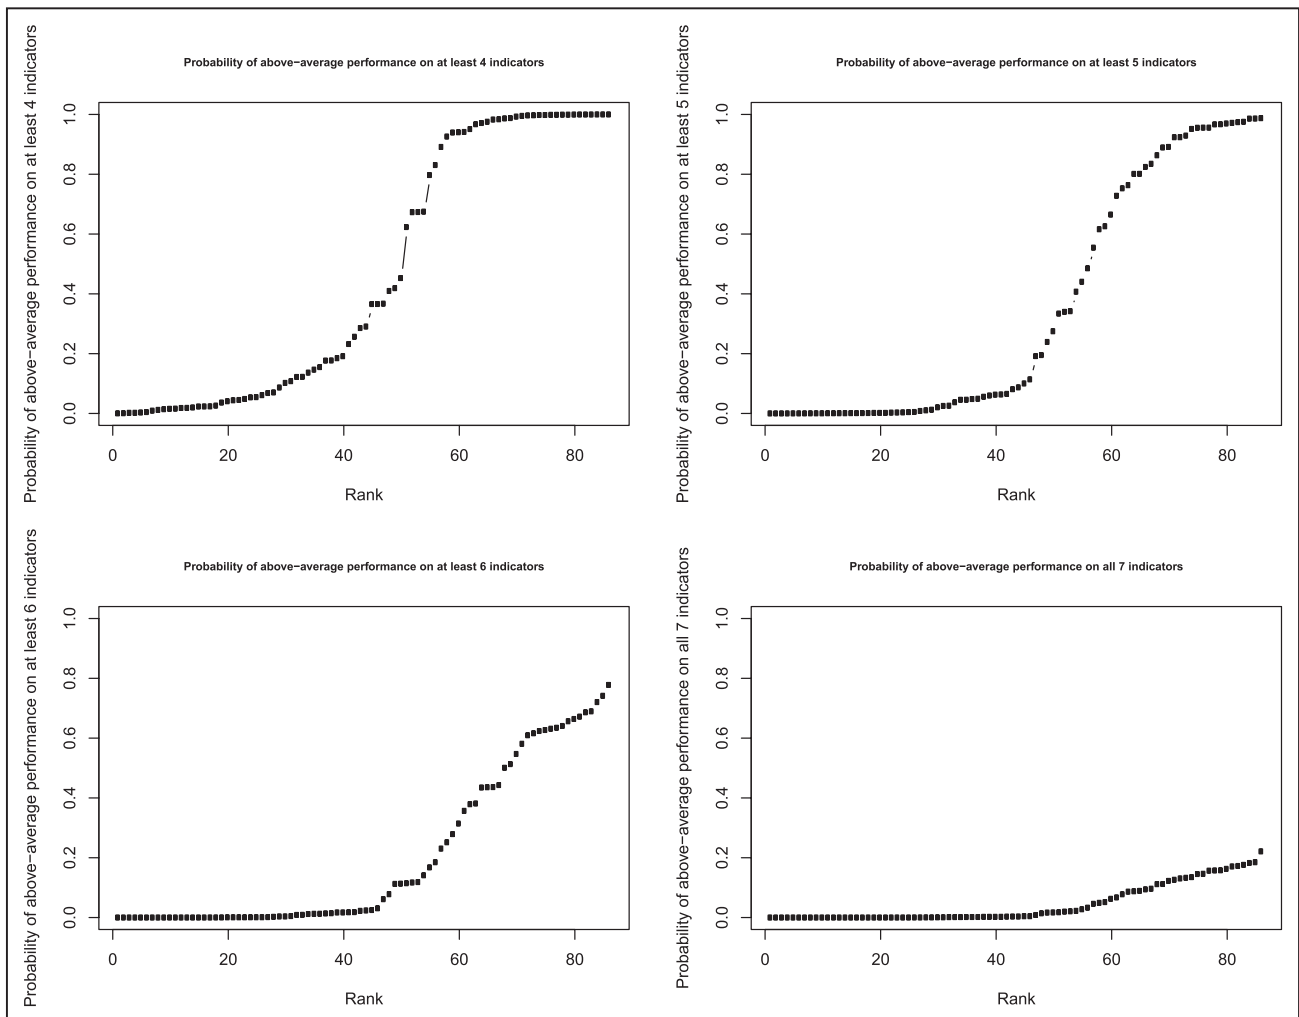 Probability of above−average performance on at least 4 indicators
Probability of above−average performance on at least 4 indicators
1.0
0.8
0.6
0.4
0.2
0.0
0 20 40 60 80
Rank
Probability of above−average performance on at least 5 indicators
Probability of above−average performance on at least 5 indicators
1.0
0.8
0.6
0.4
0.2
0.0
0 20 40 60 80
Rank
Probability of above−average performance on at least 6 indicators
Probability of above−average performance on at least 6 indicators
1.0
0.8
0.6
0.4
0.2
0.0
0 20 40 60 80
Rank
Probability of above−average performance on all 7 indicators
Probability of above−average performance on all 7 indicators
1.0
0.8
0.6
0.4
0.2
0.0
0 20 40 60 80
Rank